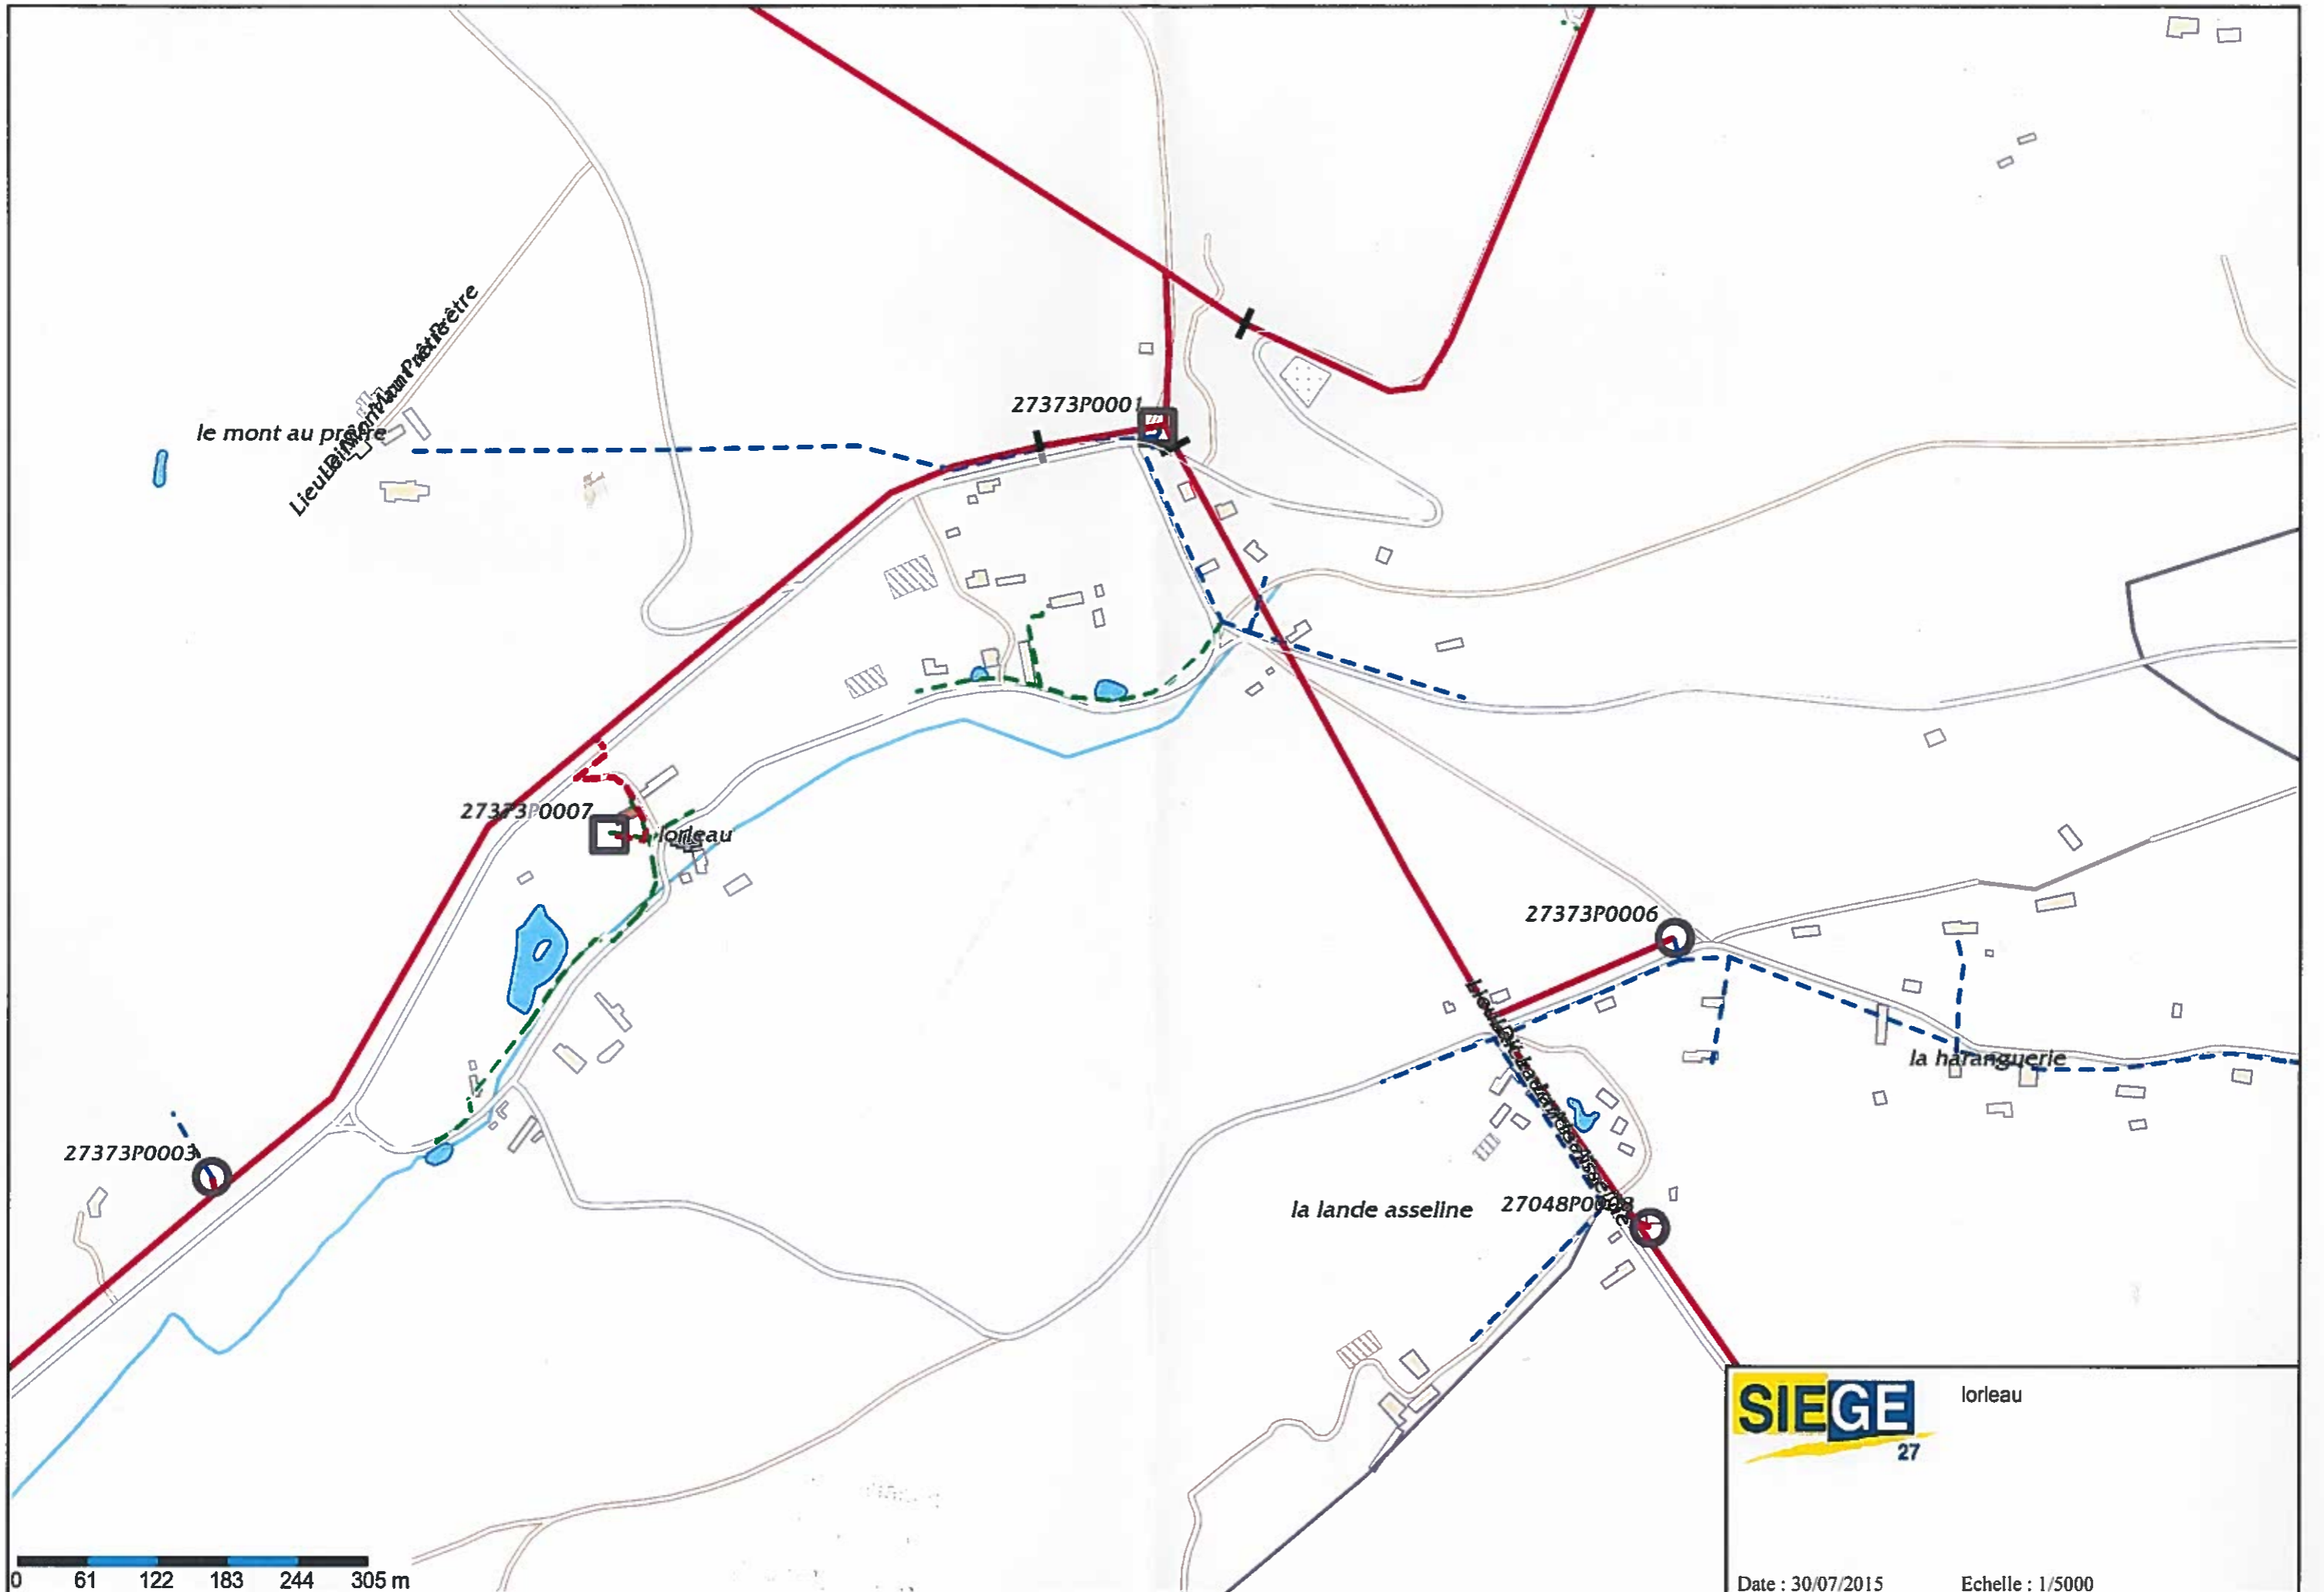 27373P0001
le mont au prêtre
27373P0007
lorleau
27373P0006
la haranguerie
27373P0003
la lande asseline
SIEGE
27
lorleau
0 61 122 183 244 305 m
Date : 30/07/2015 Echelle : 1/5000